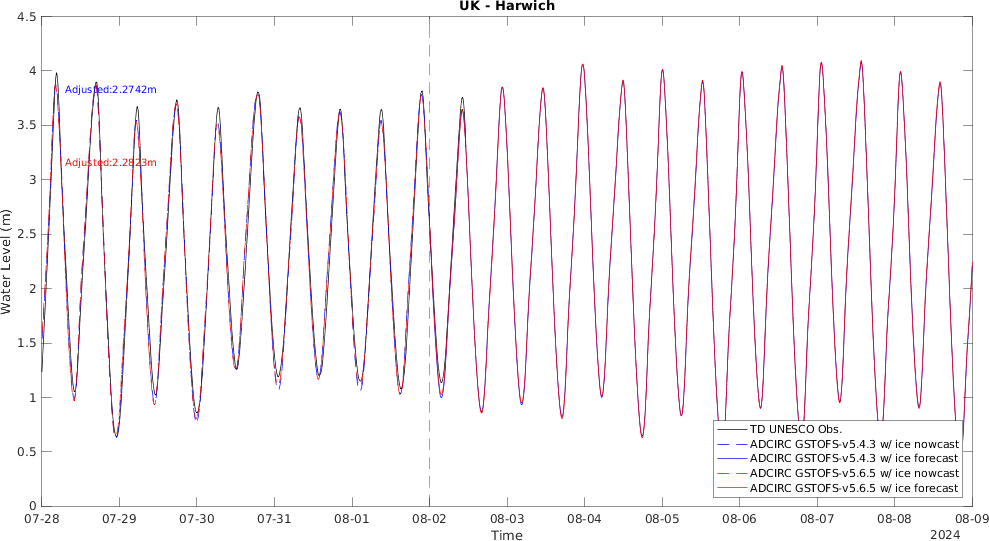 UK - Harwich
4.5
4
3.5
3
2.5
2
1.5
1
0.5
0
Water Level (m)
Adjusted:2.2742m
Adjusted:2.2823m
TD UNESCO Obs.
ADCIRC GSTOFS-v5.4.3 w/ ice nowcast
ADCIRC GSTOFS-v5.4.3 w/ ice forecast
ADCIRC GSTOFS-v5.6.5 w/ ice nowcast
ADCIRC GSTOFS-v5.6.5 w/ ice forecast
07-28 07-29 07-30 07-31 08-01 08-02 08-03 08-04 08-05 08-06 08-07 08-08 08-09
Time
2024